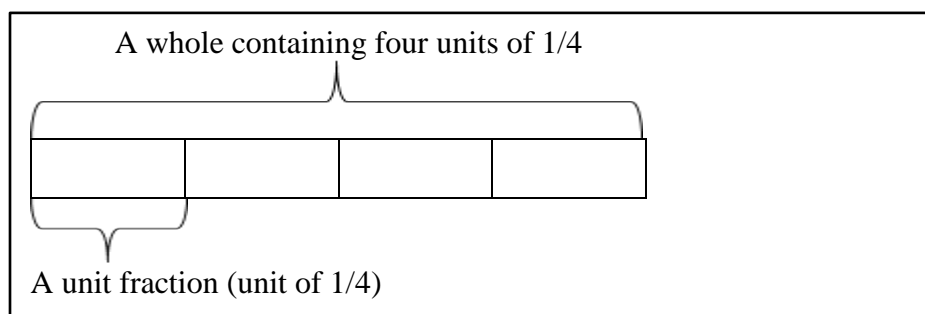 A whole containing four units of 1/4
A unit fraction (unit of 1/4)